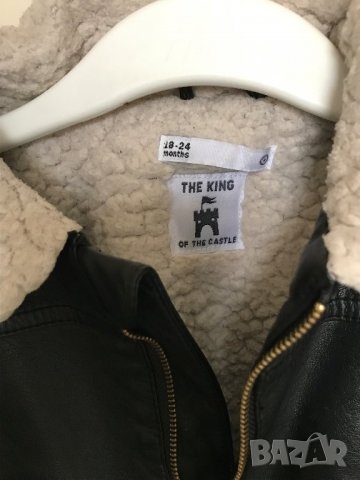 18-24
months
THE KING
OF THE CASTLE
BAZAR